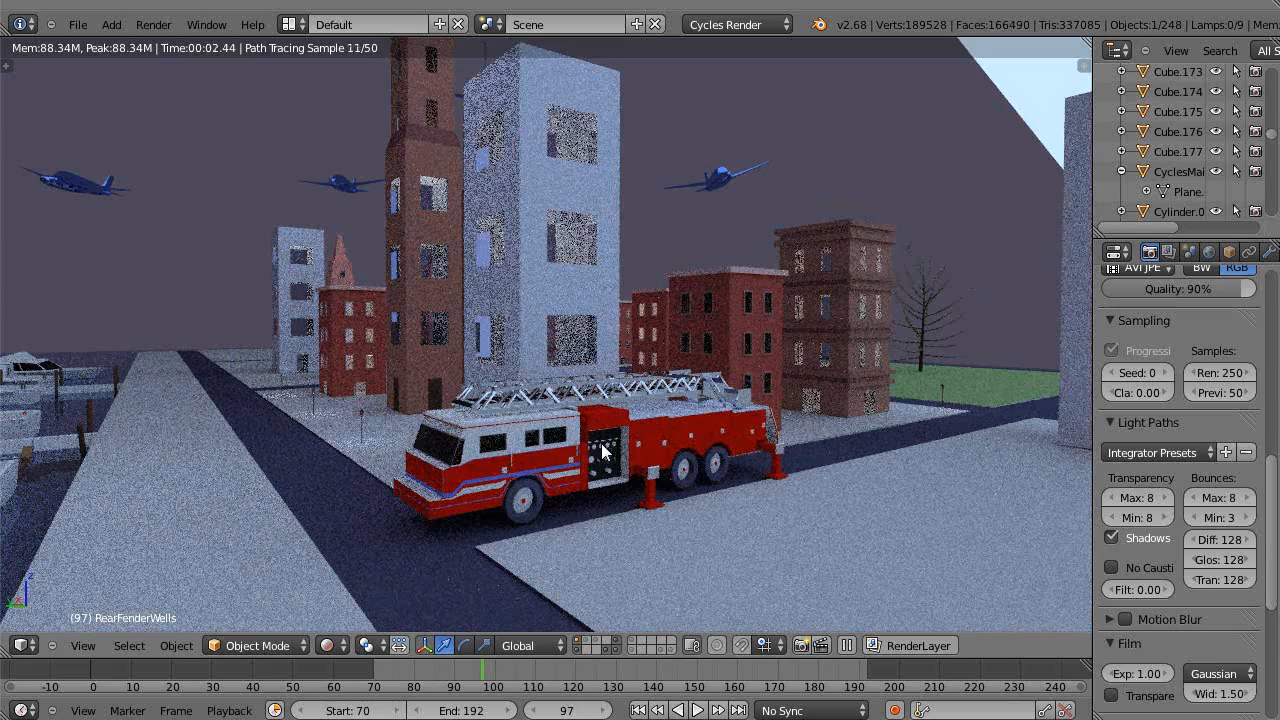 File Add Render Window Help Default Scene Cycles Render v2.68 | Verts:189528 | Faces:166490 | Tris:337085 | Objects:1/248 | Lamps:0/9 | Mem
Mem:88.34M, Peak:88.34M | Time:00:02.44 | Path Tracing Sample 11/50
View Search All S
Cube.173
Cube.174
Cube.175
Cube.176
Cube.177
CyclesMai
Plane.
Cylinder.0
AVI JPE BW RGB
Quality: 90%
Sampling
Progressi Samples:
Seed: 0 Ren: 250
Cla: 0.00 Previ: 50
Light Paths
Integrator Presets
Transparency Bounces:
Max: 8 Max: 8
Min: 8 Min: 3
Shadows Diff: 128
No Causti Glos: 128
Filt: 0.00 Tran: 128
Motion Blur
Film
Exp: 1.00 Gaussian
Transpare Wid: 1.50
z
(97) RearFenderWells
View Select Object Object Mode Global RenderLayer
-10 0 10 20 30 40 50 60 70 80 90 100 110 120 130 140 150 160 170 180 190 200 210 220 230 240
View Marker Frame Playback Start: 70 End: 192 97 No Sync